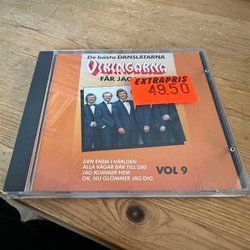 De bästa DANSLÅTARNA
VIKINGARNA
FÅR JAG
EXTRAPRIS
49,50
DEN ENDA I VÄRLDEN
ALLA VÄGAR BÄR TILL DIG
JAG KOMMER HEM
OK, NU GLÖMMER JAG DIG
VOL 9